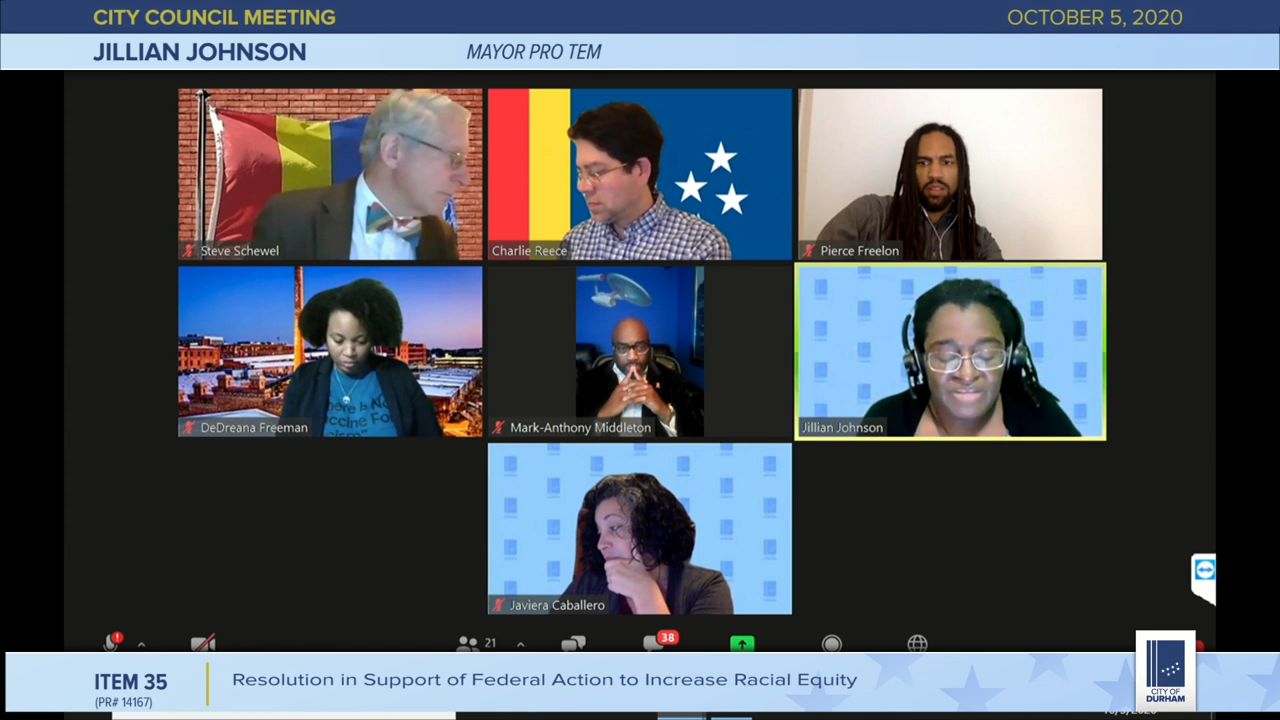 CITY COUNCIL MEETING
OCTOBER 5, 2020
JILLIAN JOHNSON
MAYOR PRO TEM
Steve Schewel
Charlie Reece
Pierce Freelon
DeDreana Freeman
Mark-Anthony Middleton
Jillian Johnson
Javiera Caballero
21
38
ITEM 35
(PR# 14167)
Resolution in Support of Federal Action to Increase Racial Equity
CITY OF
DURHAM